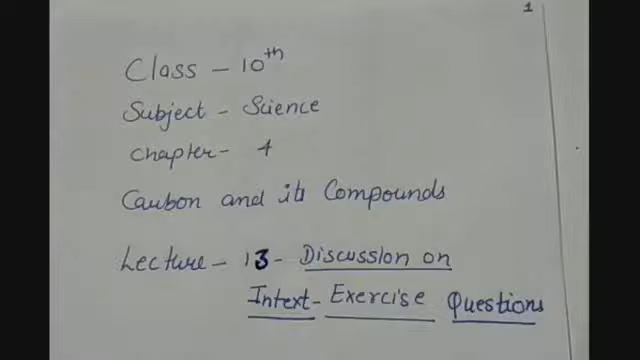 1
Class - 10th
Subject - Science
Chapter - 4
Carbon and its Compounds
Lecture - 13 - Discussion on
Intext - Exercise Questions